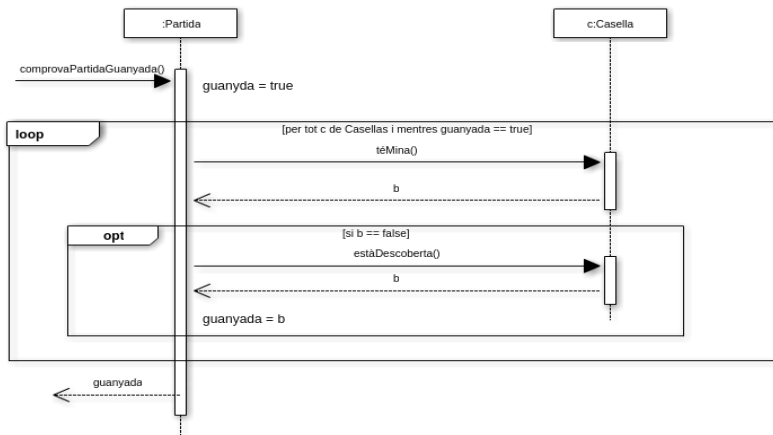 :Partida
c:Casella
comprovaPartidaGuanyada()
guanyda = true
loop
[per tot c de Casellas i mentres guanyada == true]
téMina()
b
opt
[si b == false]
estàDescoberta()
b
guanyada = b
guanyada